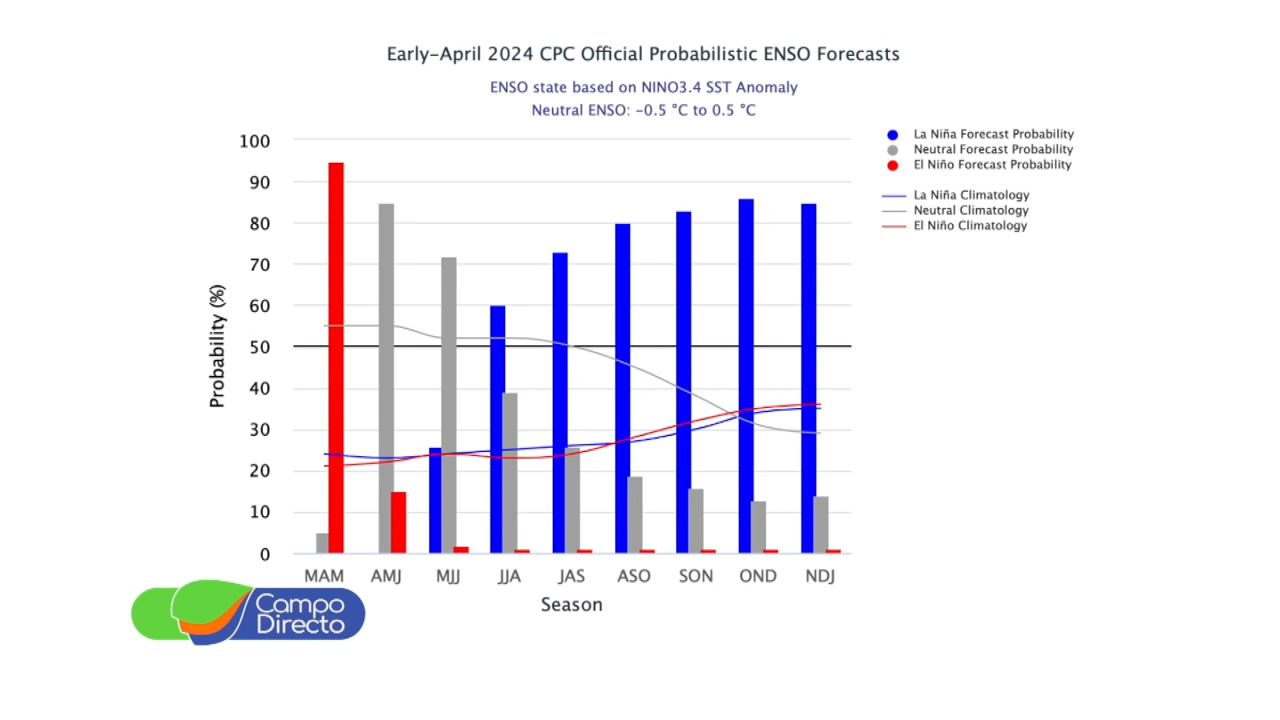 Early-April 2024 CPC Official Probabilistic ENSO Forecasts
ENSO state based on NINO3.4 SST Anomaly
Neutral ENSO: -0.5 °C to 0.5 °C
La Niña Forecast Probability
Neutral Forecast Probability
El Niño Forecast Probability
La Niña Climatology
Neutral Climatology
El Niño Climatology
Probability (%)
100
90
80
70
60
50
40
30
20
10
0
MAM AMJ MJJ JJA JAS ASO SON OND NDJ
Season
Campo
Directo